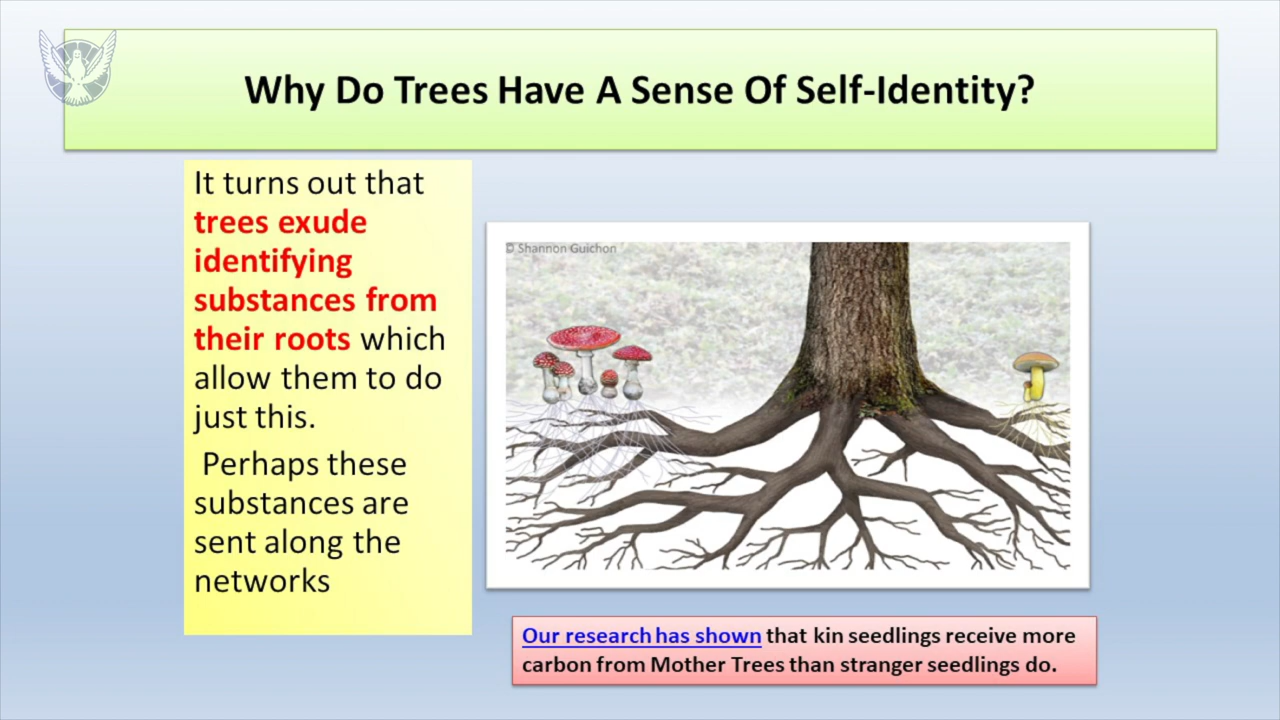 Why Do Trees Have A Sense Of Self-Identity?
It turns out that
trees exude
identifying
substances from
their roots which
allow them to do
just this.
Perhaps these
substances are
sent along the
networks
© Shannon Guichon
Our research has shown that kin seedlings receive more
carbon from Mother Trees than stranger seedlings do.